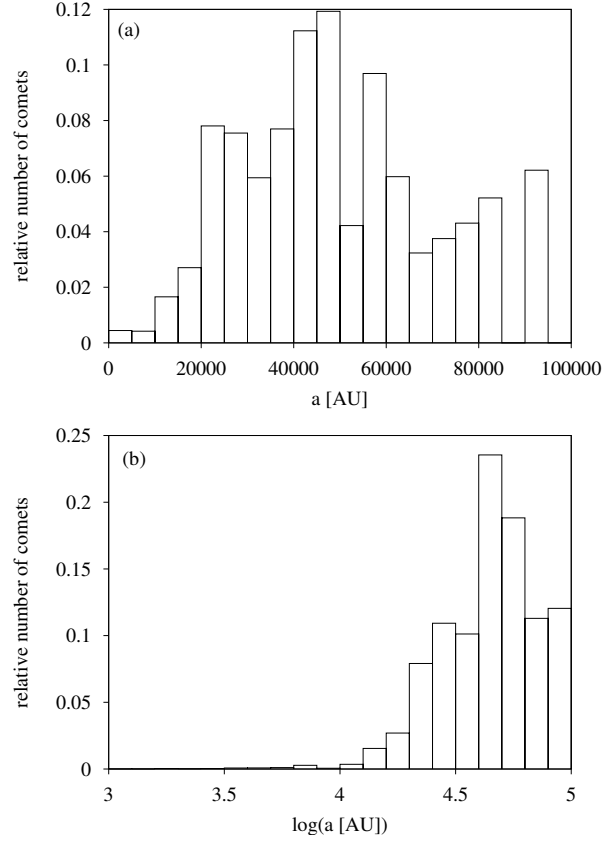 (a)
relative number of comets
0.12
0.1
0.08
0.06
0.04
0.02
0
0 20000 40000 60000 80000 100000
a [AU]
(b)
relative number of comets
0.25
0.2
0.15
0.1
0.05
0
3 3.5 4 4.5 5
log(a [AU])